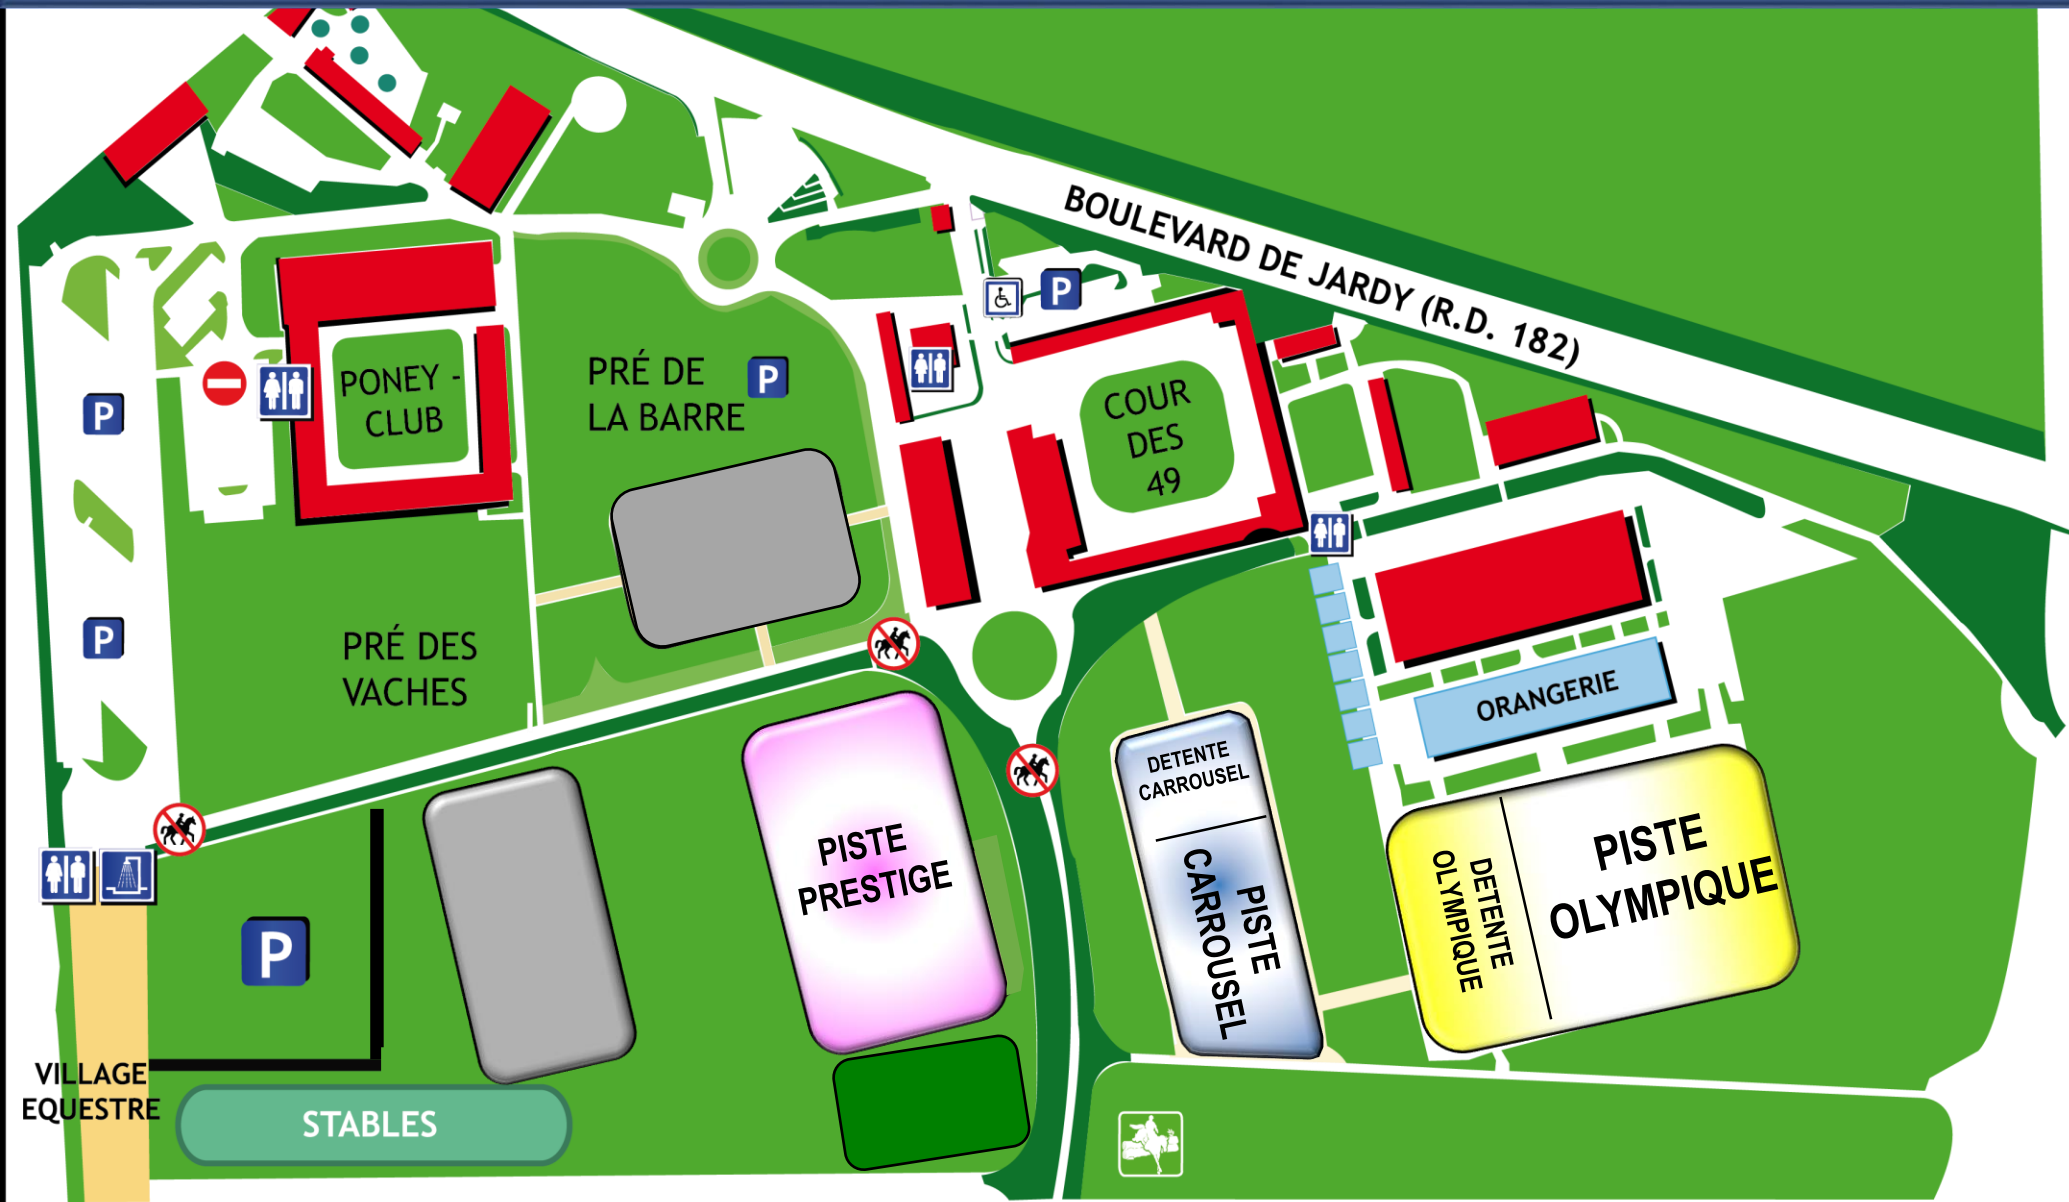 BOULEVARD DE JARDY (R.D. 182)
P
PONEY -
CLUB
PRÉ DE
LA BARRE
P
COUR
DES
49
P
P
PRÉ DES
VACHES
ORANGERIE
DETENTE
CARROUSEL
PISTE
CARROUSEL
PISTE
PRESTIGE
DETENTE
OLYMPIQUE
PISTE
OLYMPIQUE
P
VILLAGE
EQUESTRE
STABLES